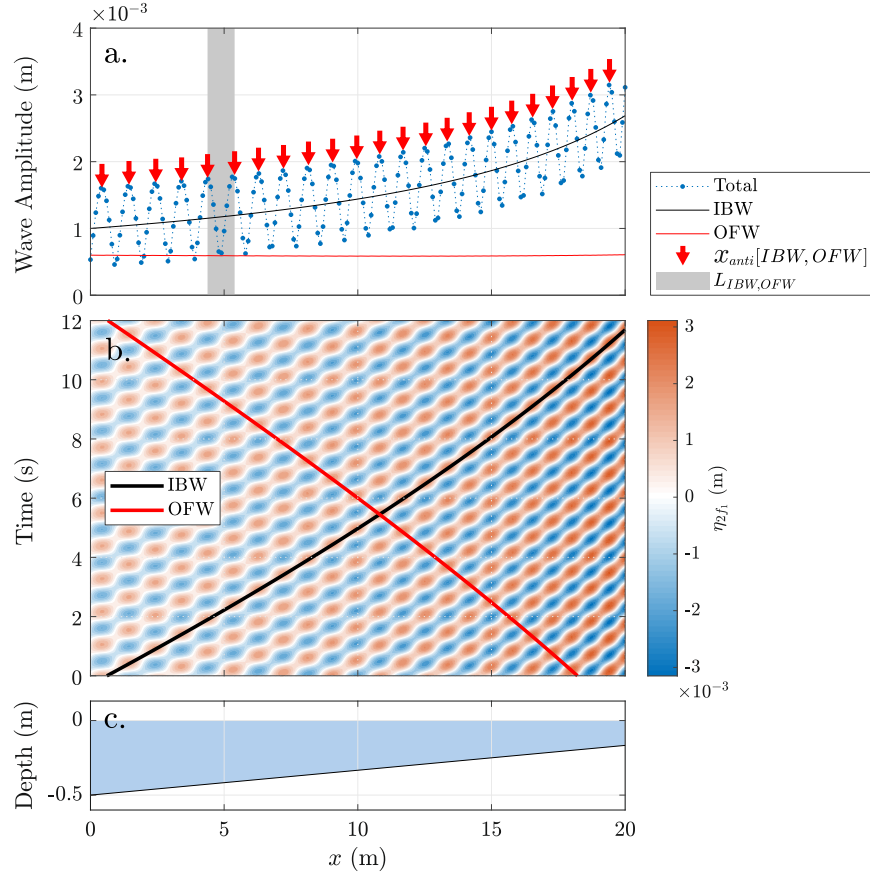 ×10⁻³
a.
Wave Amplitude (m)
4
3
2
1
0
Total
IBW
OFW
x_anti[IBW, OFW]
L_IBW,OFW
b.
Time (s)
12
10
8
6
4
2
0
IBW
OFW
3
2
1
0
-1
-2
-3
×10⁻³
η_2f₁ (m)
c.
Depth (m)
0
-0.5
0
5
10
15
20
x (m)